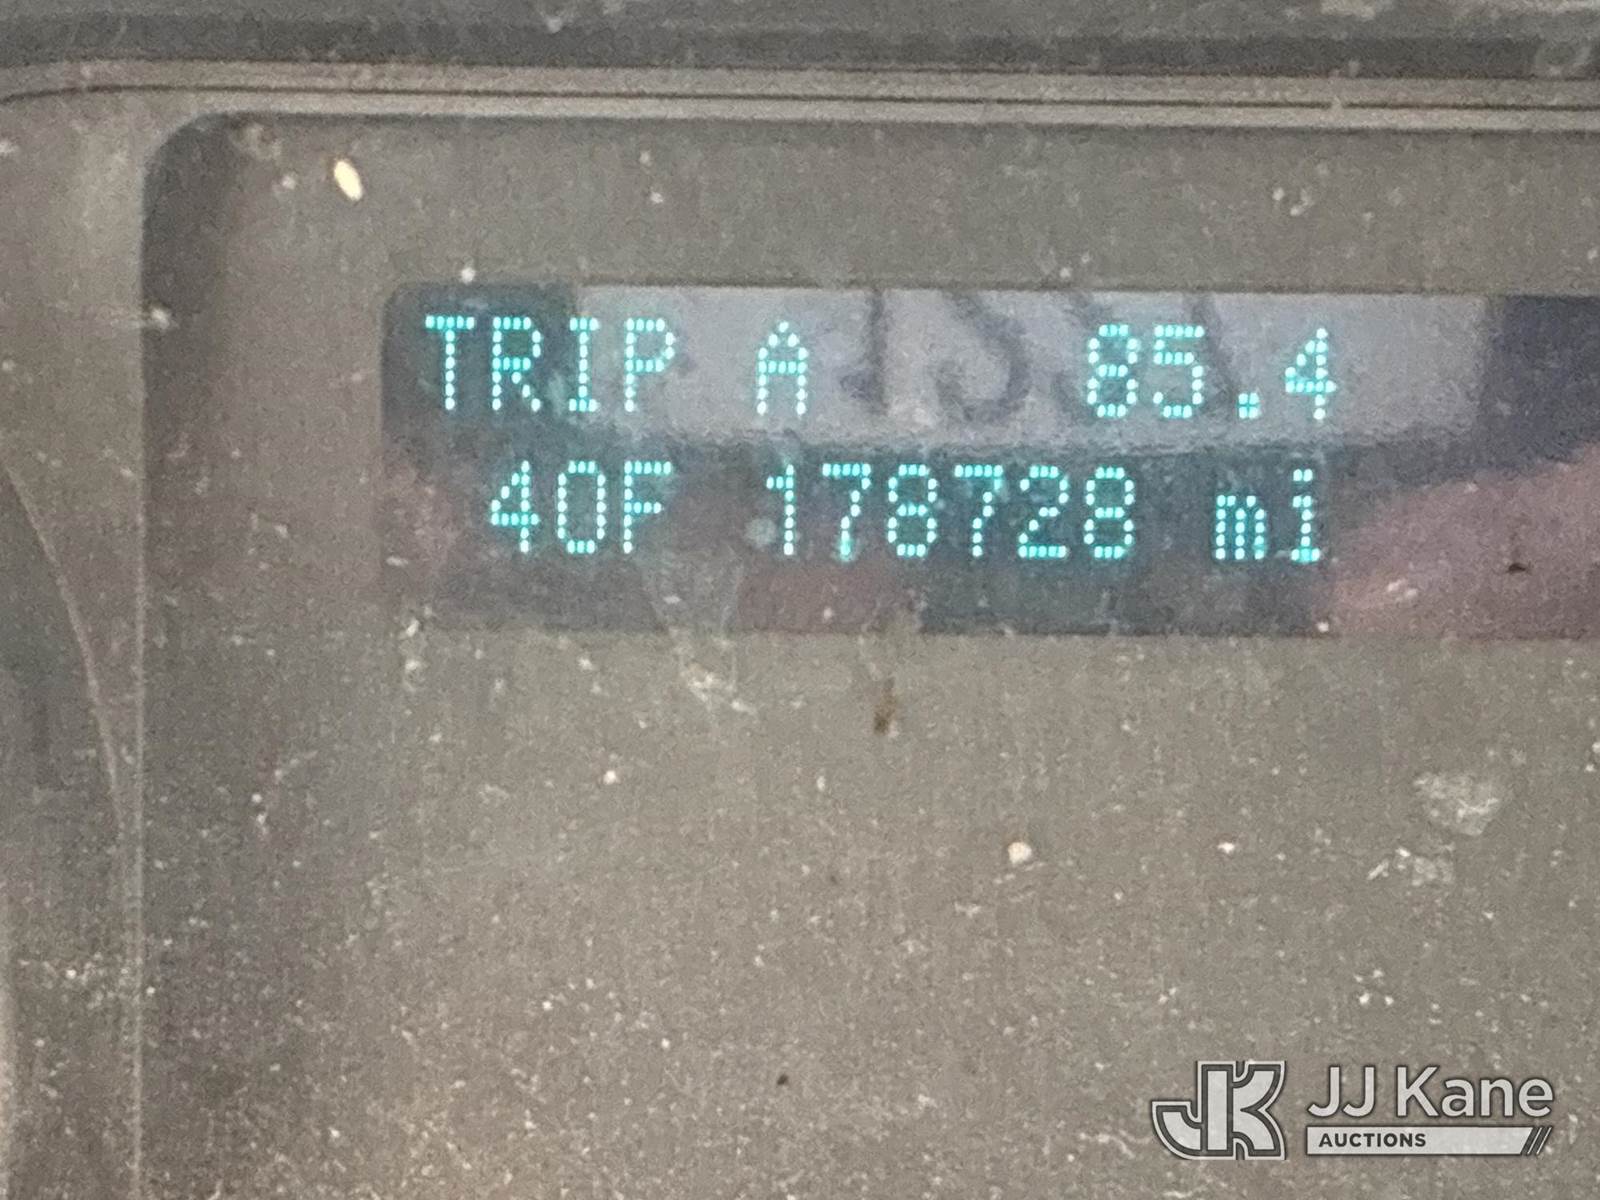 TRIP A 85.4
40F 178728 mi
JJ Kane
AUCTIONS